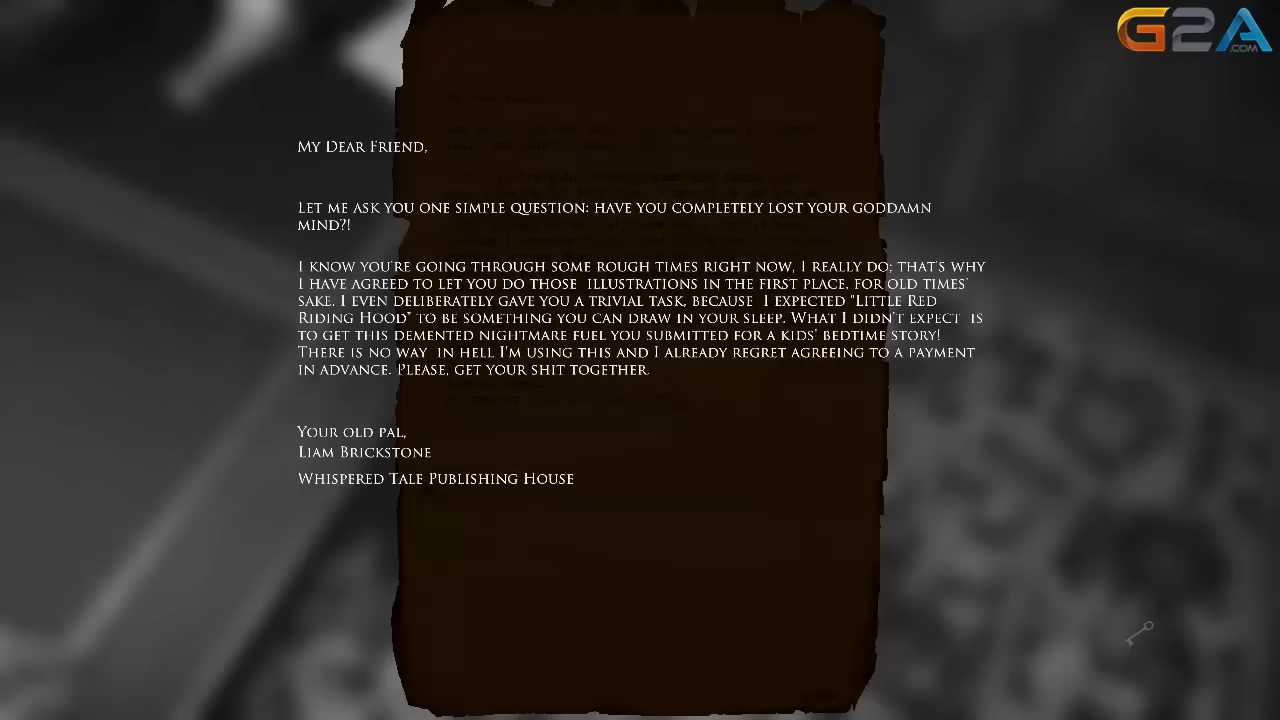 G2A
.COM
MY DEAR FRIEND,
LET ME ASK YOU ONE SIMPLE QUESTION: HAVE YOU COMPLETELY LOST YOUR GODDAMN
MIND?!
I KNOW YOU'RE GOING THROUGH SOME ROUGH TIMES RIGHT NOW, I REALLY DO; THAT'S WHY
I HAVE AGREED TO LET YOU DO THOSE ILLUSTRATIONS IN THE FIRST PLACE. FOR OLD TIMES'
SAKE. I EVEN DELIBERATELY GAVE YOU A TRIVIAL TASK, BECAUSE I EXPECTED "LITTLE RED
RIDING HOOD" TO BE SOMETHING YOU CAN DRAW IN YOUR SLEEP. WHAT I DIDN'T EXPECT IS
TO GET THIS DEMENTED NIGHTMARE FUEL YOU SUBMITTED FOR A KIDS' BEDTIME STORY!
THERE IS NO WAY IN HELL I'M USING THIS AND I ALREADY REGRET AGREEING TO A PAYMENT
IN ADVANCE. PLEASE, GET YOUR SHIT TOGETHER.
YOUR OLD PAL,
LIAM BRICKSTONE
WHISPERED TALE PUBLISHING HOUSE